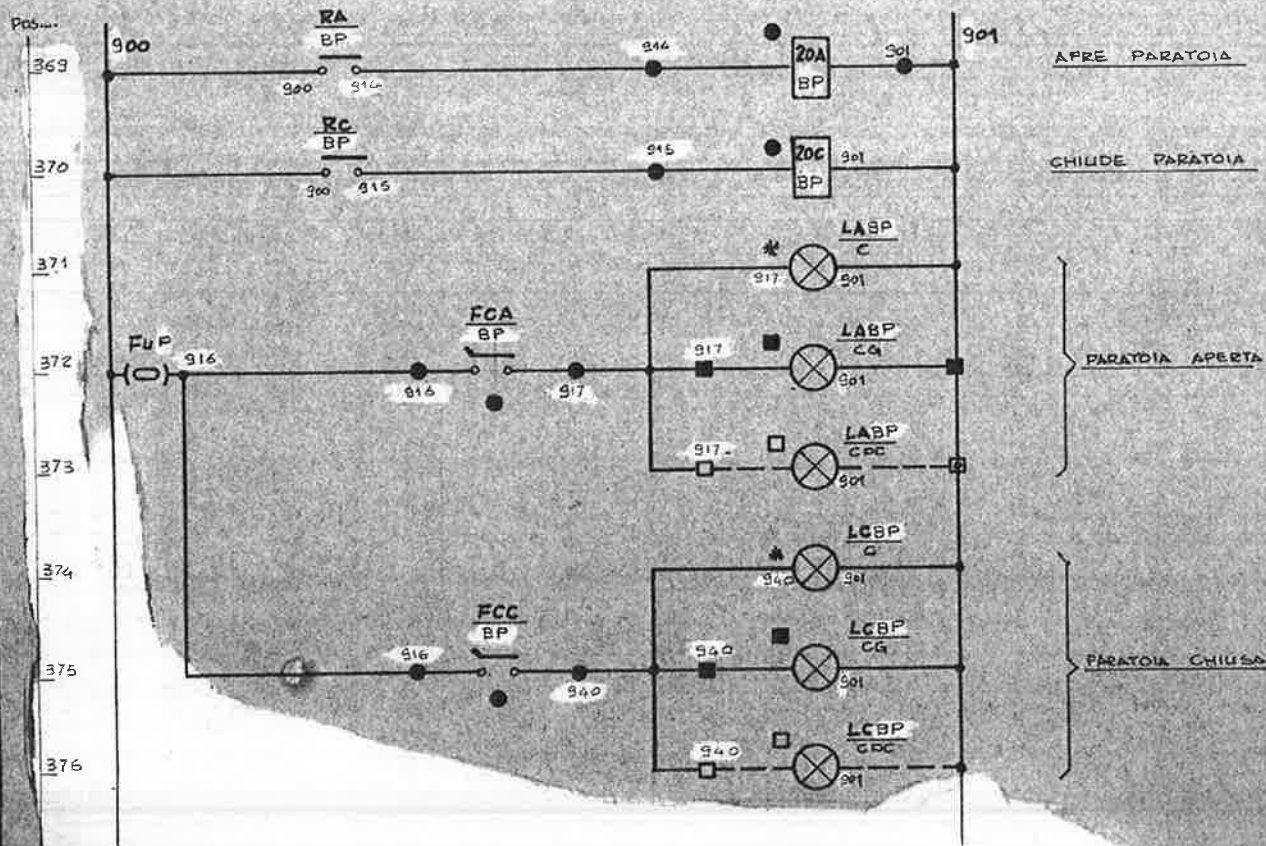 Pos....
900
901
369
RA
BP
900
914
914
20A
BP
901
APRE PARATOIA
370
RC
BP
900
915
915
20C
BP
901
CHIUDE PARATOIA
371
LABP
C
917
901
372
FuP
916
916
FCA
BP
917
917
LABP
CG
901
PARATOIA APERTA
373
917
LABP
CPC
901
374
LCBP
C
940
901
375
916
FCC
BP
940
940
LCBP
CG
901
PARATOIA CHIUSA
376
940
LCBP
CPC
901